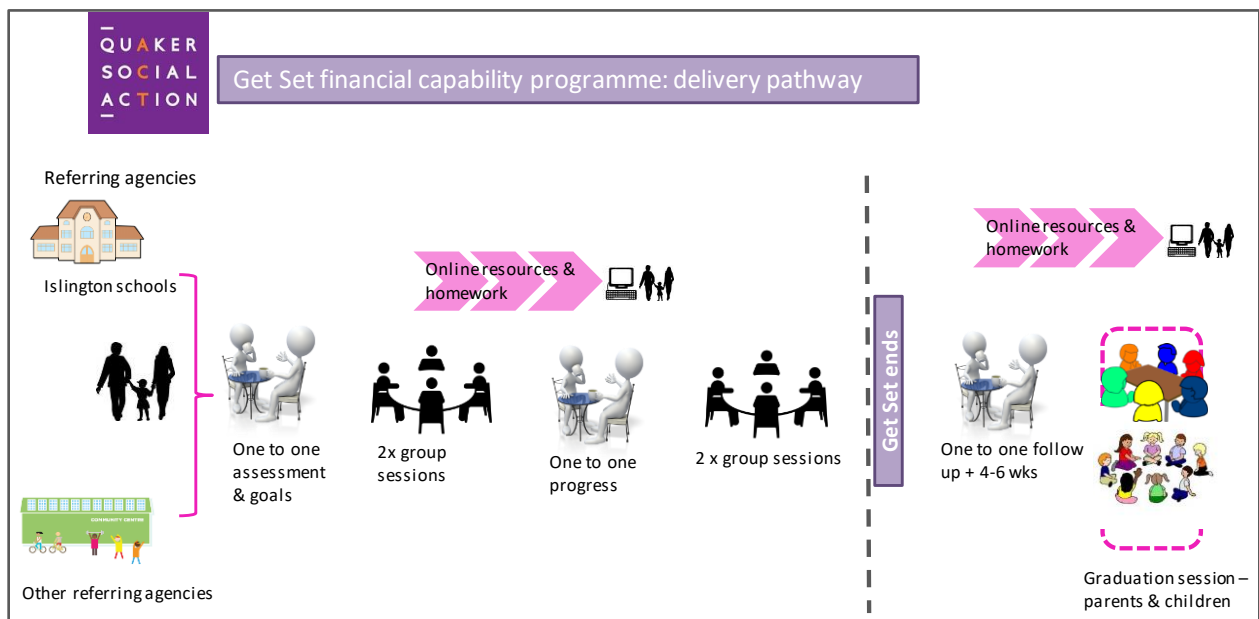 QUAKER
SOCIAL
ACTION
Get Set financial capability programme: delivery pathway
Referring agencies
Islington schools
Online resources &
homework
Online resources &
homework
One to one
assessment
& goals
2x group
sessions
One to one
progress
2 x group sessions
Get Set ends
One to one follow
up + 4-6 wks
COMMUNITY CENTRE
Other referring agencies
Graduation session –
parents & children